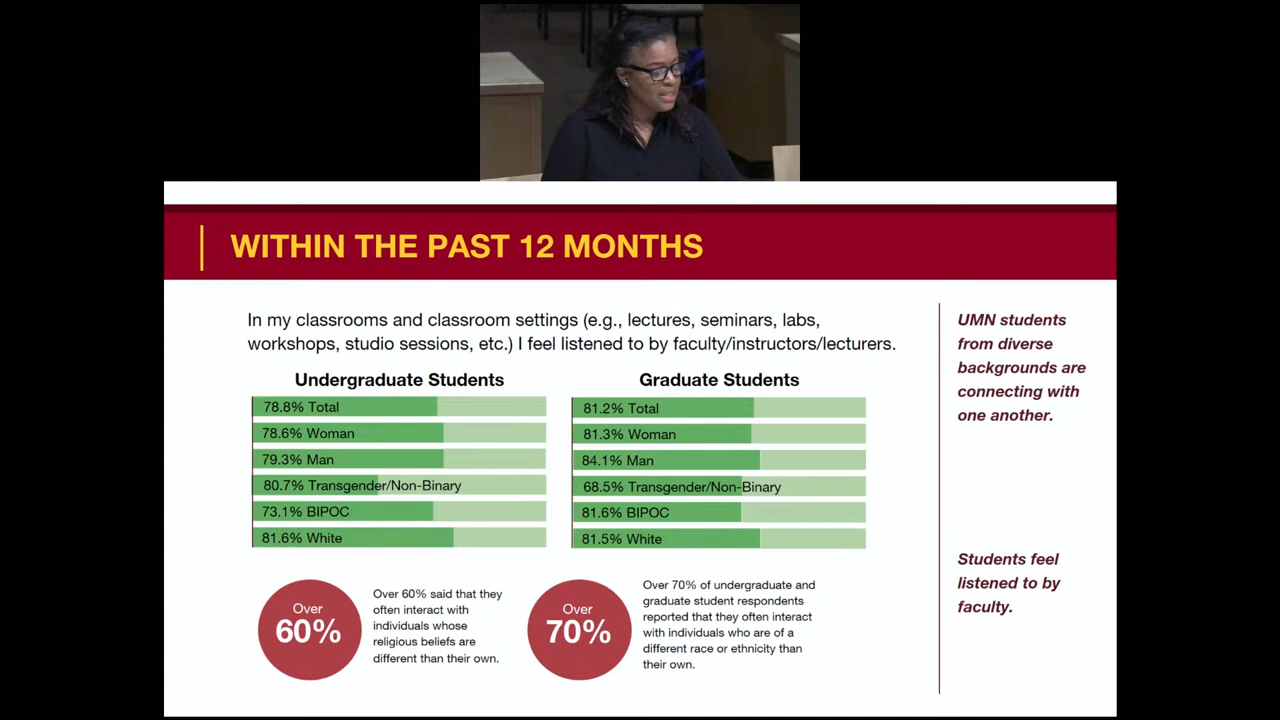 WITHIN THE PAST 12 MONTHS
In my classrooms and classroom settings (e.g., lectures, seminars, labs,
workshops, studio sessions, etc.) I feel listened to by faculty/instructors/lecturers.
Undergraduate Students
78.8% Total
78.6% Woman
79.3% Man
80.7% Transgender/Non-Binary
73.1% BIPOC
81.6% White
Graduate Students
81.2% Total
81.3% Woman
84.1% Man
68.5% Transgender/Non-Binary
81.6% BIPOC
81.5% White
Over
60%
Over 60% said that they
often interact with
individuals whose
religious beliefs are
different than their own.
Over
70%
Over 70% of undergraduate and
graduate student respondents
reported that they often interact
with individuals who are of a
different race or ethnicity than
their own.
UMN students
from diverse
backgrounds are
connecting with
one another.
Students feel
listened to by
faculty.